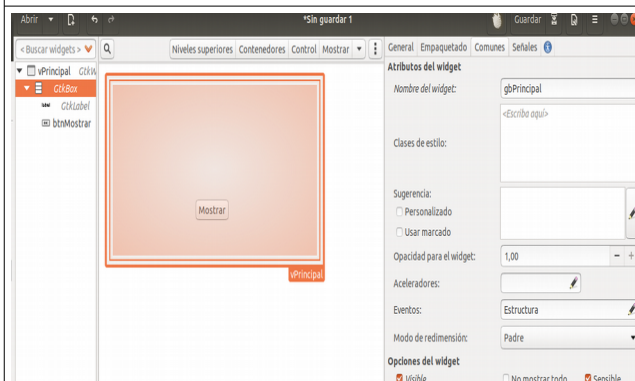 Abrir *Sin guardar 1 Guardar
< Buscar widgets > Niveles superiores Contenedores Control Mostrar General Empaquetado Comunes Señales
vPrincipal GtkW
GtkBox
GtkLabel
btnMostrar
Mostrar
vPrincipal
Atributos del widget
Nombre del widget: gbPrincipal
<Escriba aquí>
Clases de estilo:
Sugerencia:
Personalizado
Usar marcado
Opacidad para el widget: 1,00
Aceleradores:
Eventos: Estructura
Modo de redimensión: Padre
Opciones del widget
Visible No mostrar todo Sensible